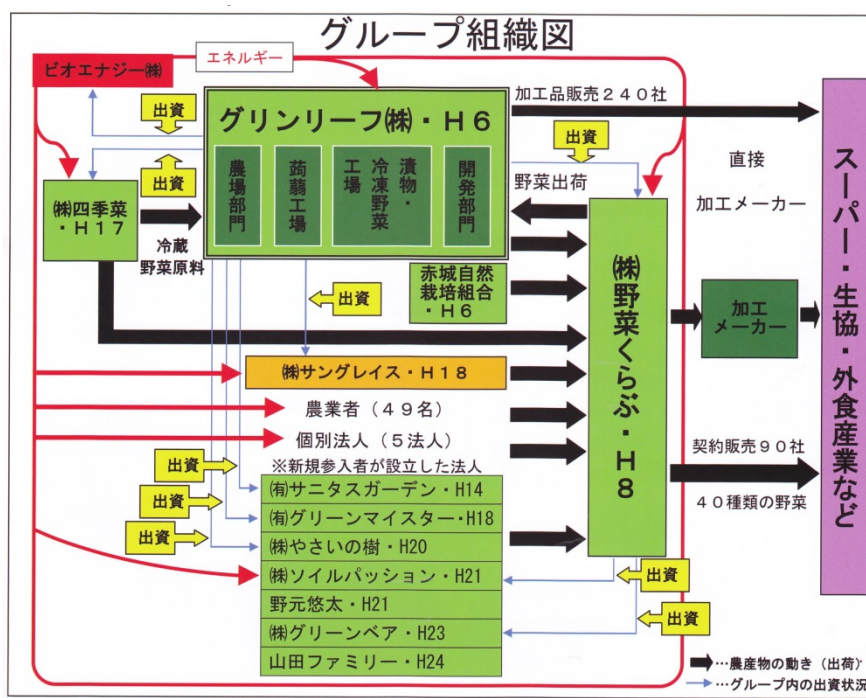 グループ組織図
ビオエナジー㈱
エネルギー
出資
グリンリーフ㈱・H6
農場部門
蒟蒻工場
漬物・
冷凍野菜
工場
開発部門
加工品販売240社
出資
直接
野菜出荷
加工メーカー
スーパー・生協・外食産業など
出資
㈱四季菜
・H17
冷蔵
野菜原料
赤城自然
栽培組合
・H6
出資
㈱野菜くらぶ・H8
加工
メーカー
㈱サングレイス・H18
農業者(49名)
個別法人(5法人)
※新規参入者が設立した法人
契約販売90社
40種類の野菜
出資
出資
出資
㈲サニタスガーデン・H14
㈲グリーンマイスター・H18
㈱やさいの樹・H20
㈱ソイルパッション・H21
野元悠太・H21
㈱グリーンベア・H23
山田ファミリー・H24
出資
出資
…農産物の動き(出荷)
…グループ内の出資状況